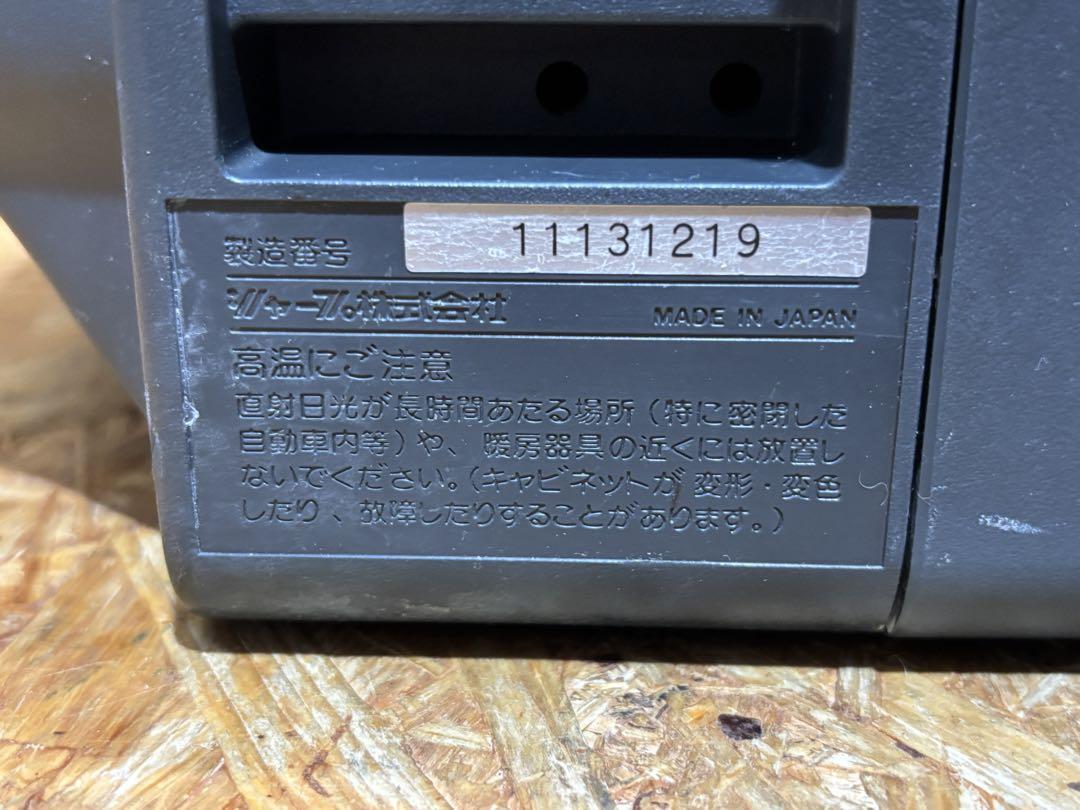 製造番号 11131219
シャープ株式会社 MADE IN JAPAN
高温にご注意
直射日光が長時間あたる場所（特に密閉した
自動車内等）や、暖房器具の近くには放置し
ないでください。（キャビネットが変形・変色
したり、故障したりすることがあります。）